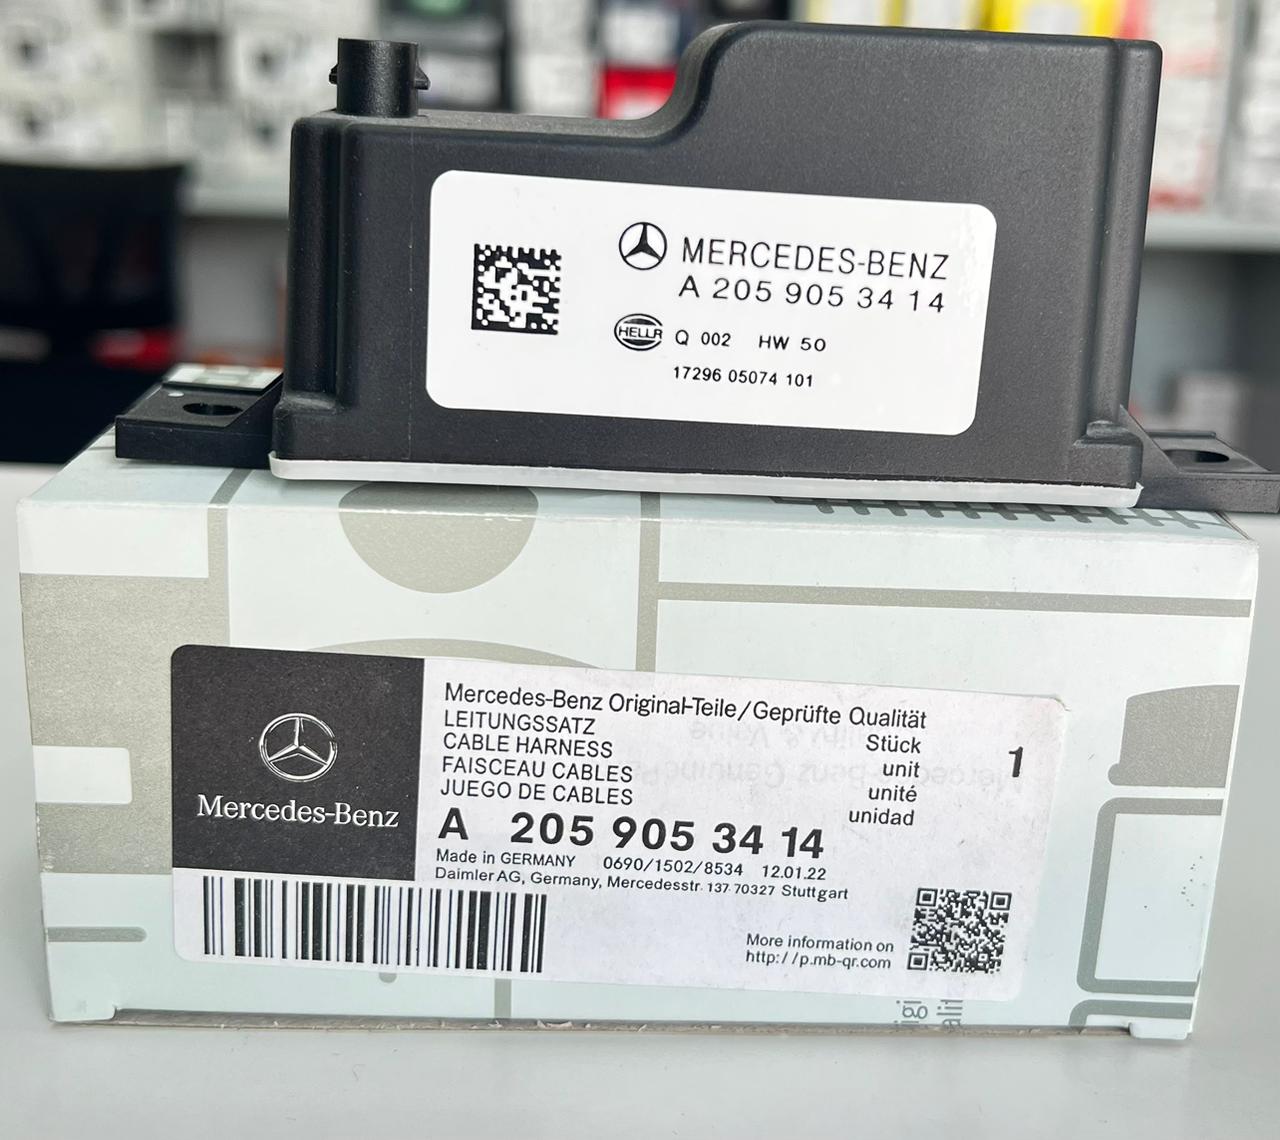 MERCEDES-BENZ
A 205 905 34 14
HELLA Q 002 HW 50
17296 05074 101
Mercedes-Benz
Mercedes-Benz Original-Teile/Geprüfte Qualität
LEITUNGSSATZ
CABLE HARNESS
FAISCEAU CABLES
JUEGO DE CABLES
Stück
unit
unité
unidad
1
A 205 905 34 14
Made in GERMANY 0690/1502/8534 12.01.22
Daimler AG, Germany, Mercedesstr. 137 70327 Stuttgart
More information on
http://p.mb-qr.com